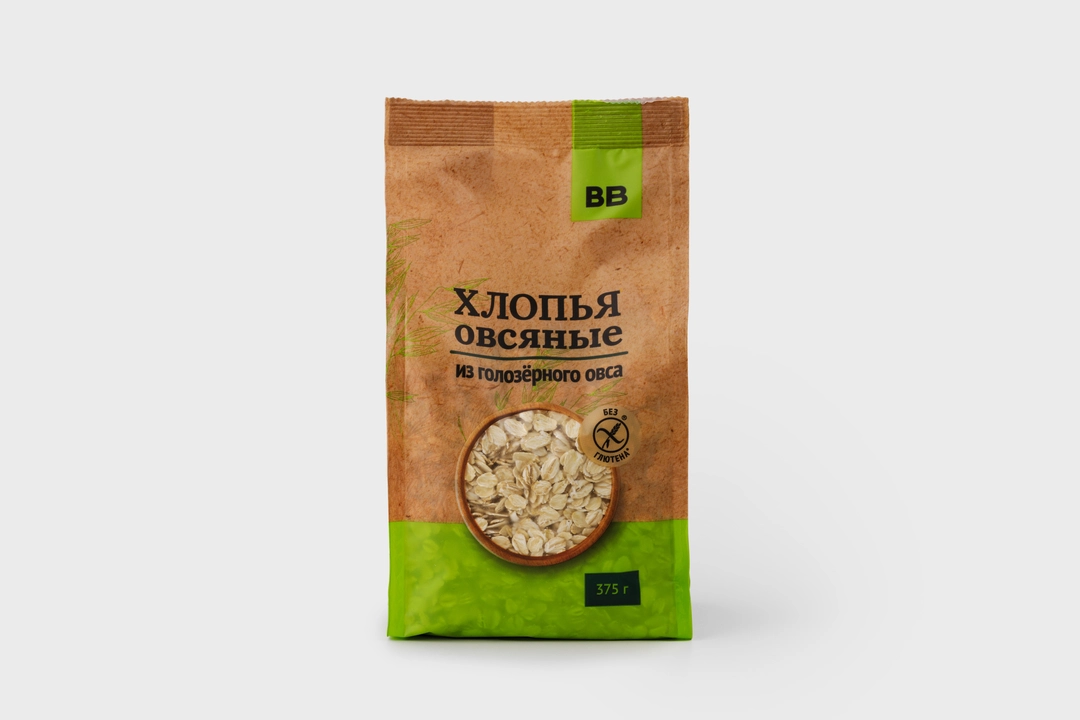 ВВ
ХЛОПЬЯ
овсяные
из голозёрного овса
БЕЗ
ГЛЮТЕНА*
375 г